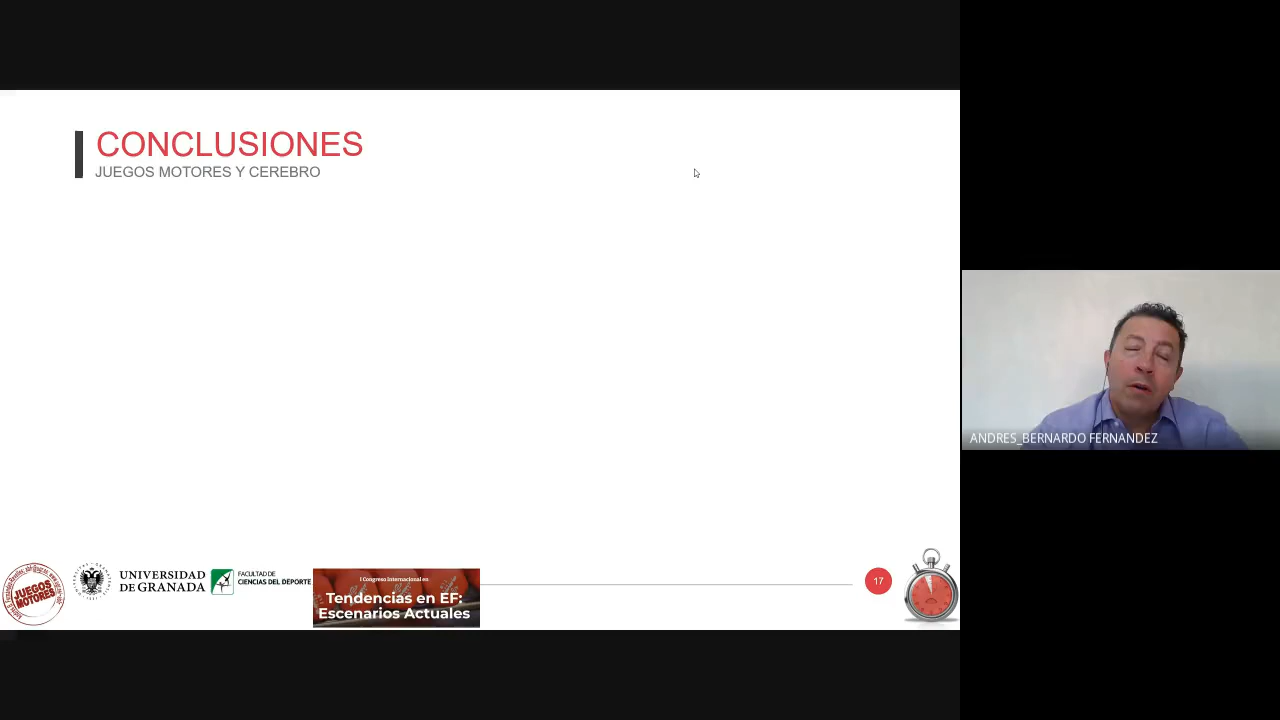 CONCLUSIONES
JUEGOS MOTORES Y CEREBRO
ANDRES_BERNARDO FERNANDEZ
JUEGOS
MOTORES
UNIVERSIDAD
DE GRANADA
FACULTAD DE
CIENCIAS DEL DEPORTE
I Congreso Internacional en
Tendencias en EF:
Escenarios Actuales
17